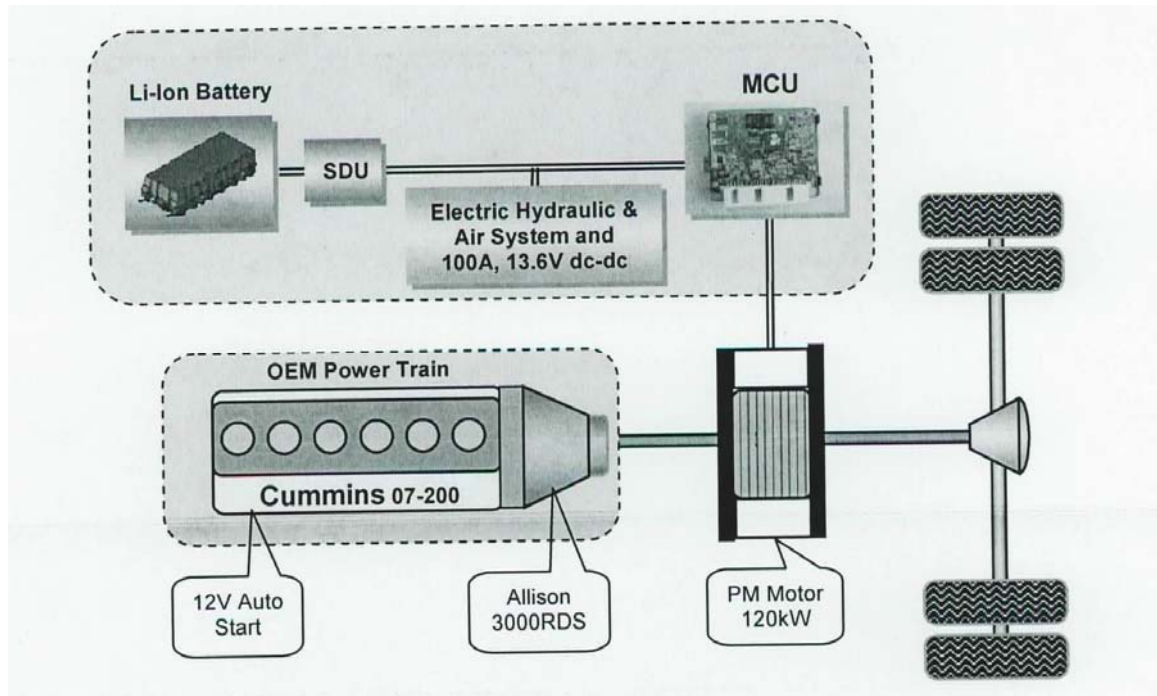 Li-Ion Battery
MCU
SDU
Electric Hydraulic &
Air System and
100A, 13.6V dc-dc
OEM Power Train
Cummins 07-200
12V Auto
Start
Allison
3000RDS
PM Motor
120kW